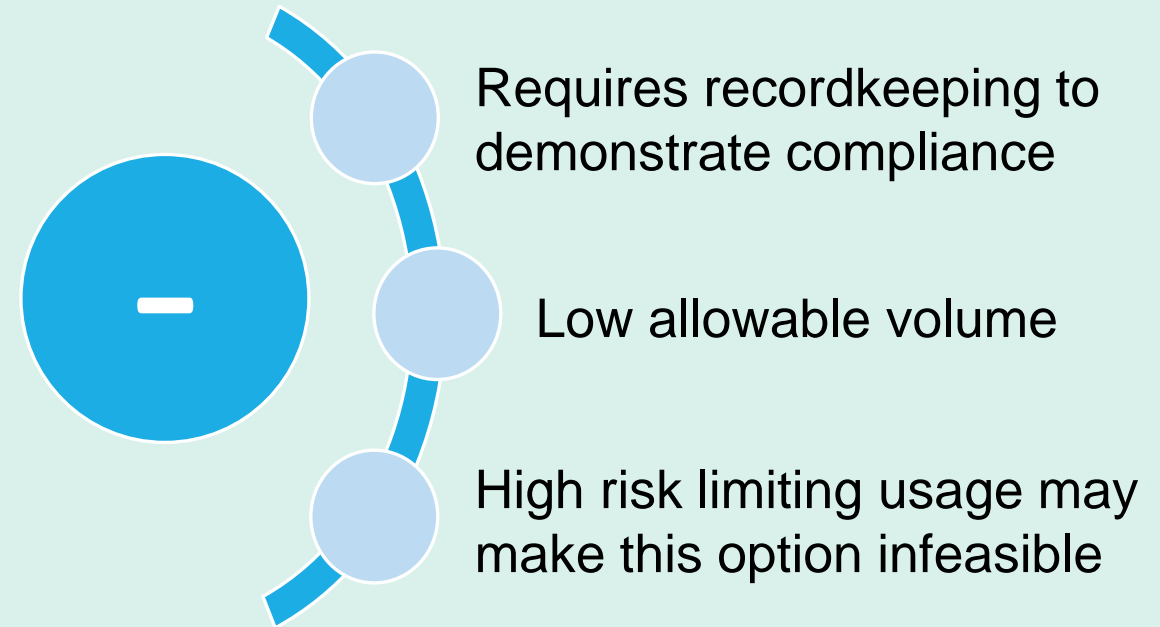 -
Requires recordkeeping to
demonstrate compliance
Low allowable volume
High risk limiting usage may
make this option infeasible